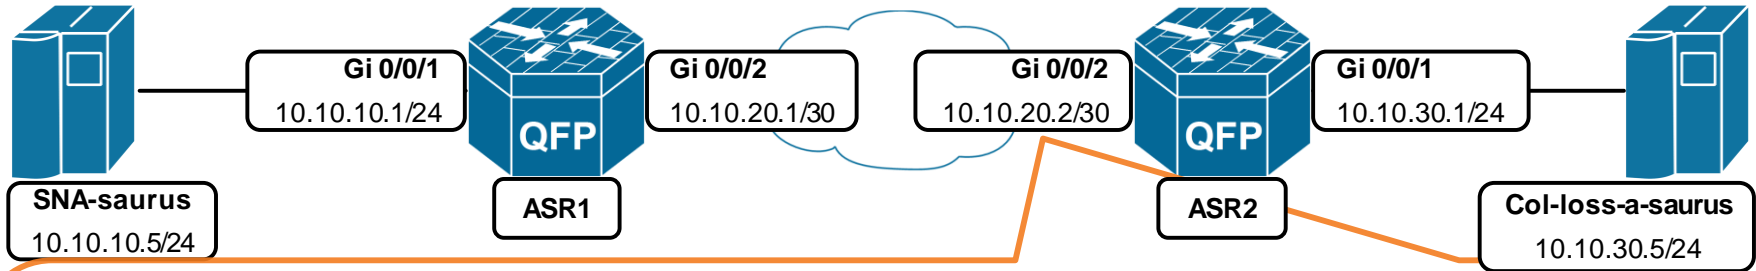 Gi 0/0/1
10.10.10.1/24
QFP
Gi 0/0/2
10.10.20.1/30
Gi 0/0/2
10.10.20.2/30
QFP
Gi 0/0/1
10.10.30.1/24
SNA-saurus
10.10.10.5/24
ASR1
ASR2
Col-loss-a-saurus
10.10.30.5/24